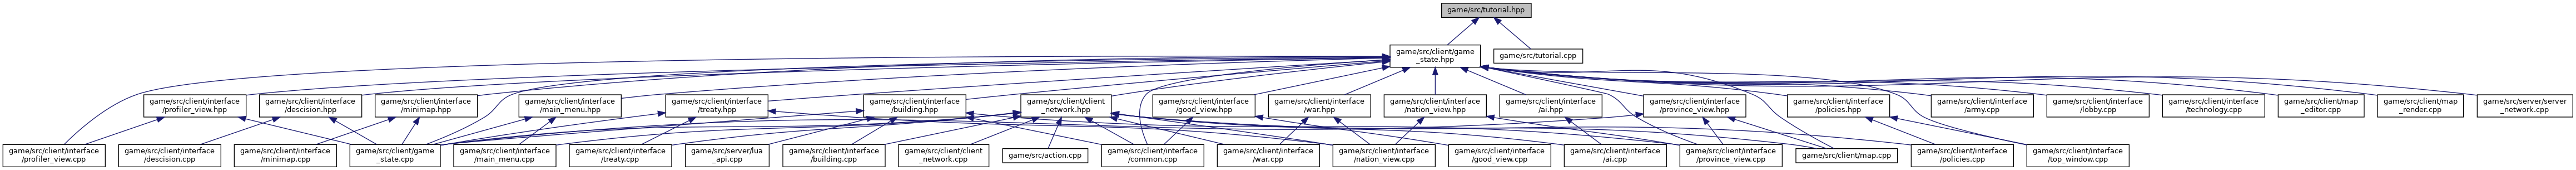 game/src/tutorial.hpp
game/src/client/game
_state.hpp
game/src/tutorial.cpp
game/src/client/interface
/profiler_view.hpp
game/src/client/interface
/descision.hpp
game/src/client/interface
/minimap.hpp
game/src/client/interface
/main_menu.hpp
game/src/client/interface
/treaty.hpp
game/src/client/interface
/building.hpp
game/src/client/client
_network.hpp
game/src/client/interface
/good_view.hpp
game/src/client/interface
/war.hpp
game/src/client/interface
/nation_view.hpp
game/src/client/interface
/ai.hpp
game/src/client/interface
/province_view.hpp
game/src/client/interface
/policies.hpp
game/src/client/interface
/army.cpp
game/src/client/interface
/lobby.cpp
game/src/client/interface
/technology.cpp
game/src/client/map
_editor.cpp
game/src/client/map
_render.cpp
game/src/server/server
_network.cpp
game/src/client/interface
/profiler_view.cpp
game/src/client/interface
/descision.cpp
game/src/client/interface
/minimap.cpp
game/src/client/game
_state.cpp
game/src/client/interface
/main_menu.cpp
game/src/client/interface
/treaty.cpp
game/src/server/lua
_api.cpp
game/src/client/interface
/building.cpp
game/src/client/client
_network.cpp
game/src/action.cpp
game/src/client/interface
/common.cpp
game/src/client/interface
/war.cpp
game/src/client/interface
/nation_view.cpp
game/src/client/interface
/good_view.cpp
game/src/client/interface
/ai.cpp
game/src/client/interface
/province_view.cpp
game/src/client/map.cpp
game/src/client/interface
/policies.cpp
game/src/client/interface
/top_window.cpp